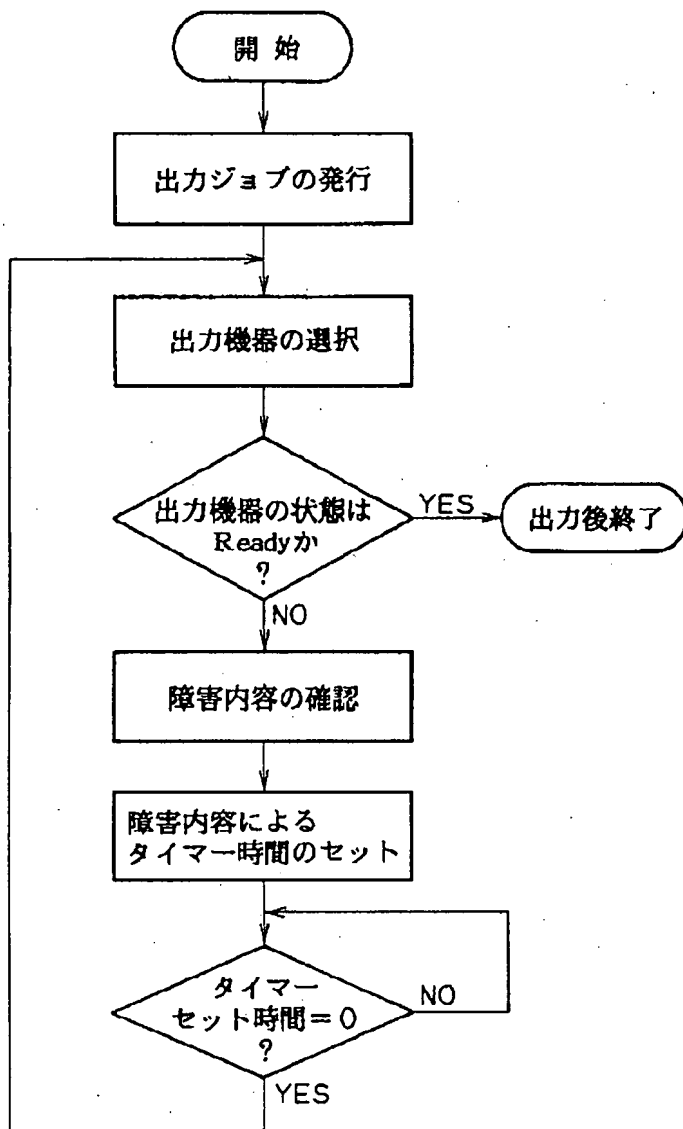 開始
出力ジョブの発行
出力機器の選択
出力機器の状態は
Readyか
?
YES
出力後終了
NO
障害内容の確認
障害内容による
タイマー時間のセット
タイマー
セット時間=0
?
NO
YES